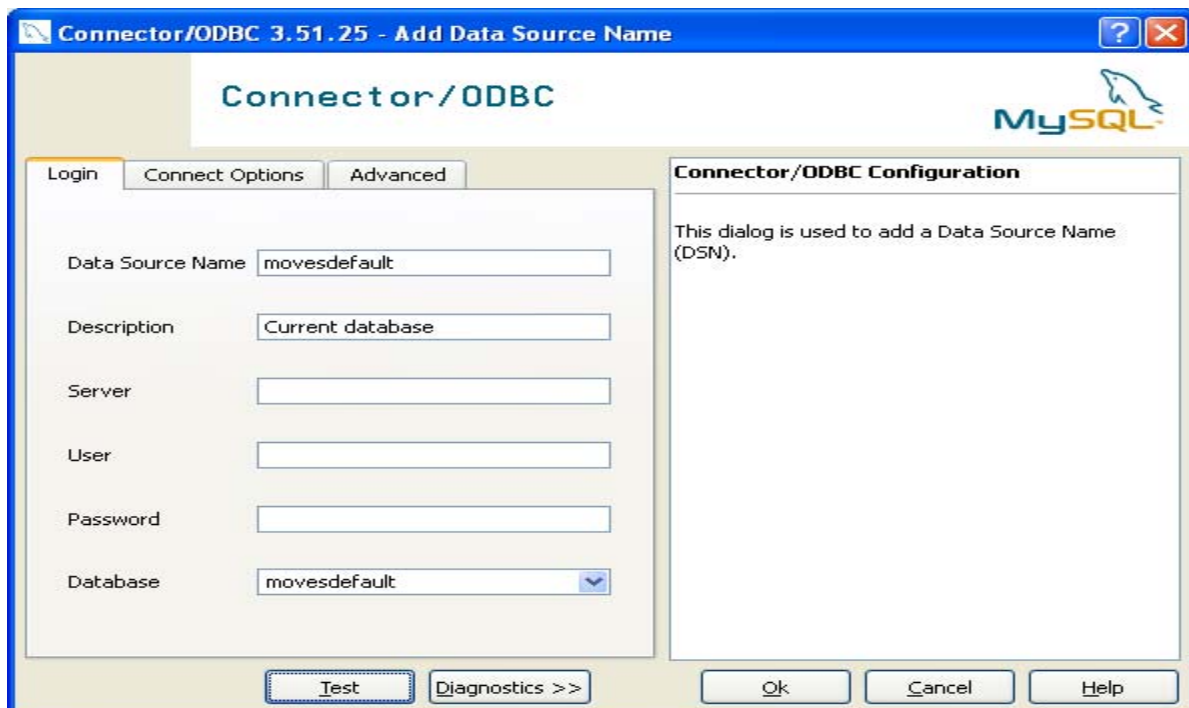 Connector/ODBC 3.51.25 - Add Data Source Name
Connector/ODBC
MySQL
Login Connect Options Advanced
Data Source Name movesdefault
Description Current database
Server
User
Password
Database movesdefault
Connector/ODBC Configuration
This dialog is used to add a Data Source Name
(DSN).
Test Diagnostics >> Ok Cancel Help